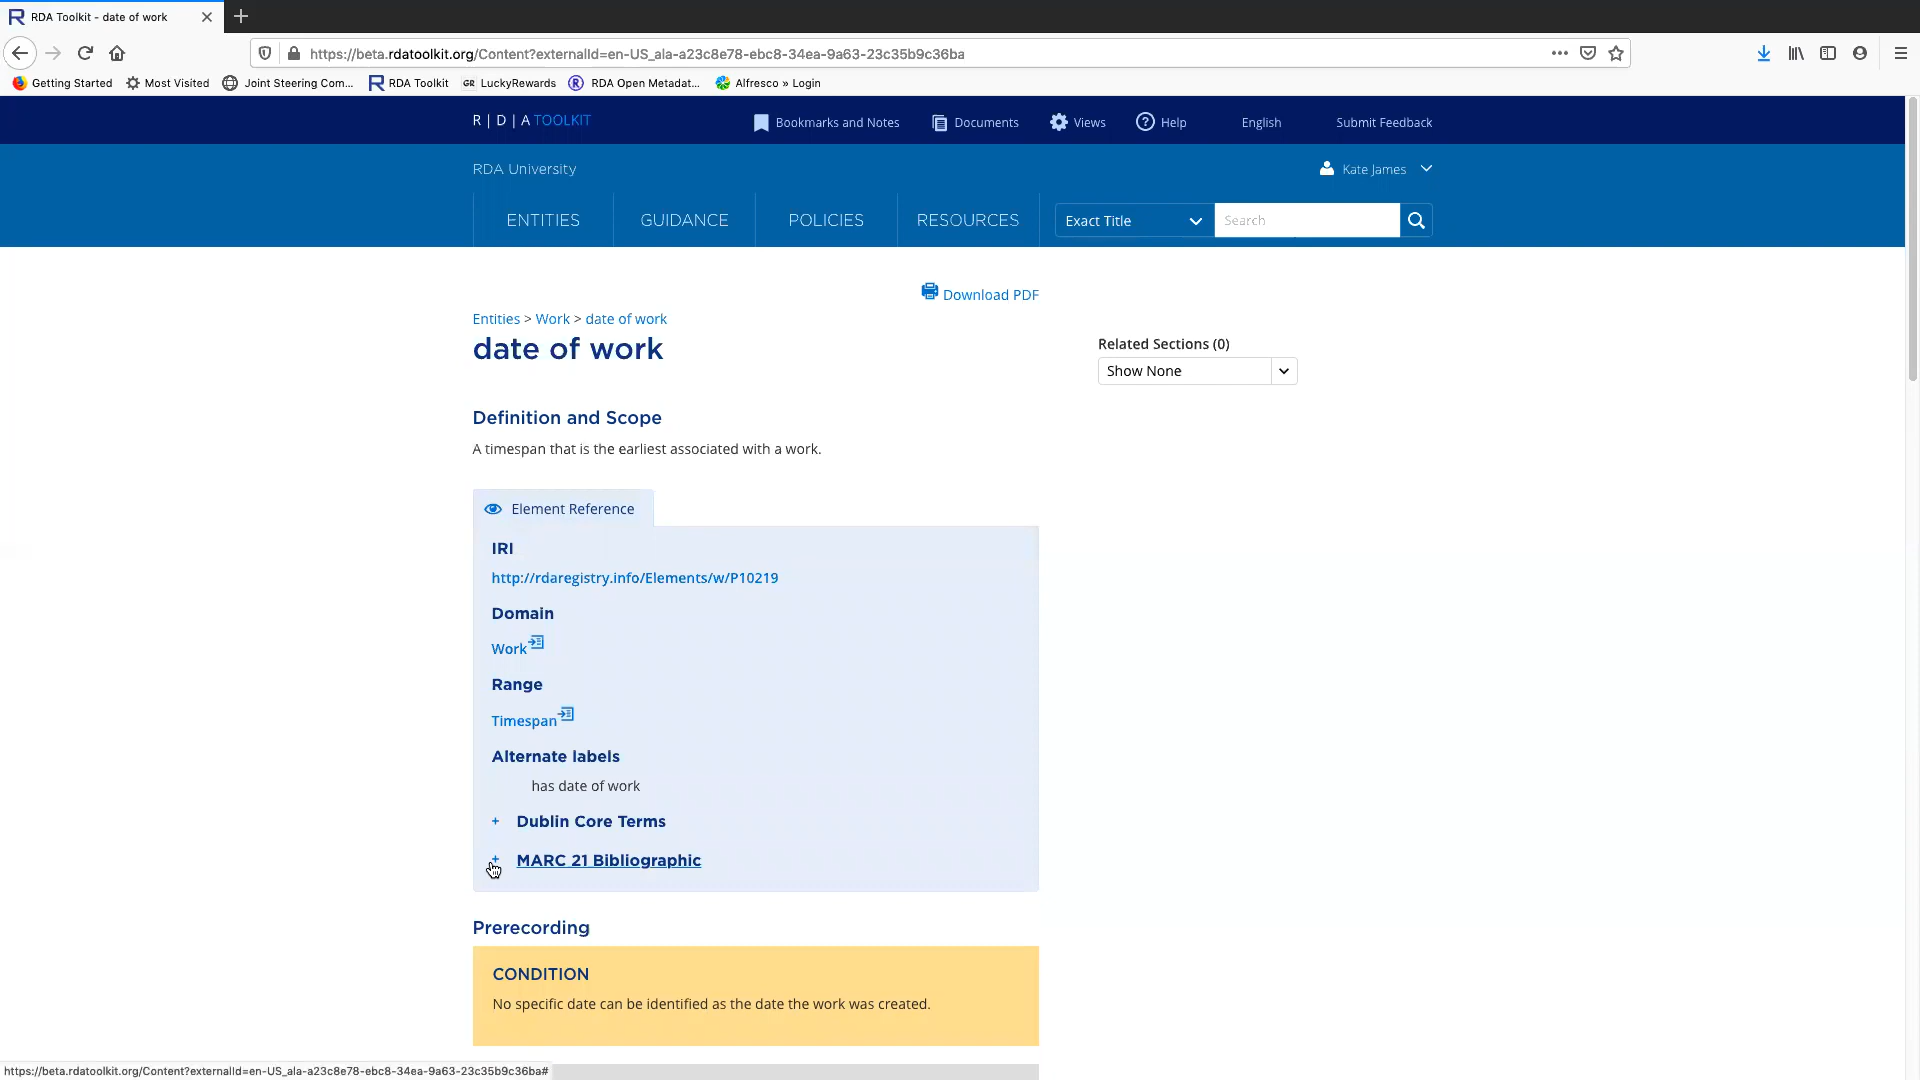 RDA Toolkit - date of work
https://beta.rdatoolkit.org/Content?externalId=en-US_ala-a23c8e78-ebc8-34ea-9a63-23c35b9c36ba
Getting Started
Most Visited
Joint Steering Com...
RDA Toolkit
GR LuckyRewards
RDA Open Metadat...
Alfresco » Login
R | D | A TOOLKIT
Bookmarks and Notes
Documents
Views
? Help
English
Submit Feedback
RDA University
Kate James
ENTITIES
GUIDANCE
POLICIES
RESOURCES
Exact Title
Search
Download PDF
Entities > Work > date of work
date of work
Related Sections (0)
Show None
Definition and Scope
A timespan that is the earliest associated with a work.
Element Reference
IRI
http://rdaregistry.info/Elements/w/P10219
Domain
Work
Range
Timespan
Alternate labels
has date of work
+ Dublin Core Terms
+ MARC 21 Bibliographic
Prerecording
CONDITION
No specific date can be identified as the date the work was created.
https://beta.rdatoolkit.org/Content?externalId=en-US_ala-a23c8e78-ebc8-34ea-9a63-23c35b9c36ba#